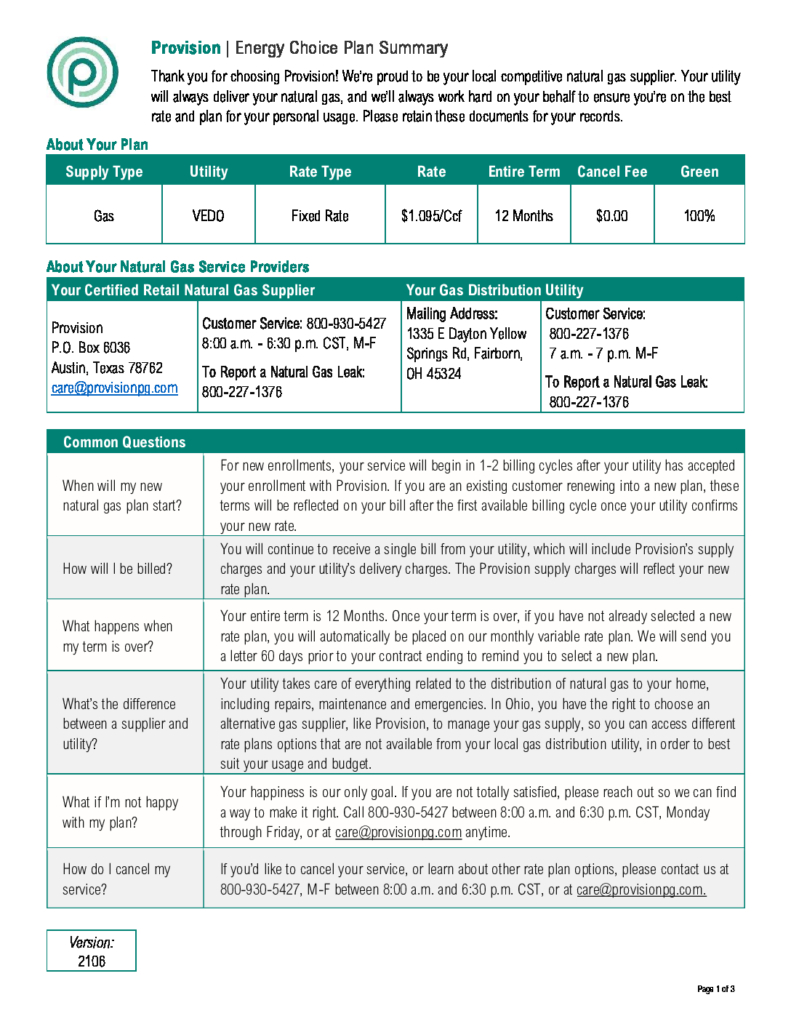 Provision | Energy Choice Plan Summary
Thank you for choosing Provision! We're proud to be your local competitive natural gas supplier. Your utility
will always deliver your natural gas, and we'll always work hard on your behalf to ensure you're on the best
rate and plan for your personal usage. Please retain these documents for your records.
About Your Plan
Supply Type Utility Rate Type Rate Entire Term Cancel Fee Green
Gas VEDO Fixed Rate $1.095/Ccf 12 Months $0.00 100%
About Your Natural Gas Service Providers
Your Certified Retail Natural Gas Supplier
Provision
P.O. Box 6036
Austin, Texas 78762
care@provisionpg.com
Customer Service: 800-930-5427
8:00 a.m. - 6:30 p.m. CST, M-F
To Report a Natural Gas Leak:
800-227-1376
Your Gas Distribution Utility
Mailing Address:
1335 E Dayton Yellow
Springs Rd, Fairborn,
OH 45324
Customer Service:
800-227-1376
7 a.m. - 7 p.m. M-F
To Report a Natural Gas Leak:
800-227-1376
Common Questions
When will my new
natural gas plan start?
For new enrollments, your service will begin in 1-2 billing cycles after your utility has accepted
your enrollment with Provision. If you are an existing customer renewing into a new plan, these
terms will be reflected on your bill after the first available billing cycle once your utility confirms
your new rate.
How will I be billed?
You will continue to receive a single bill from your utility, which will include Provision's supply
charges and your utility's delivery charges. The Provision supply charges will reflect your new
rate plan.
What happens when
my term is over?
Your entire term is 12 Months. Once your term is over, if you have not already selected a new
rate plan, you will automatically be placed on our monthly variable rate plan. We will send you
a letter 60 days prior to your contract ending to remind you to select a new plan.
What's the difference
between a supplier and
utility?
Your utility takes care of everything related to the distribution of natural gas to your home,
including repairs, maintenance and emergencies. In Ohio, you have the right to choose an
alternative gas supplier, like Provision, to manage your gas supply, so you can access different
rate plans options that are not available from your local gas distribution utility, in order to best
suit your usage and budget.
What if I'm not happy
with my plan?
Your happiness is our only goal. If you are not totally satisfied, please reach out so we can find
a way to make it right. Call 800-930-5427 between 8:00 a.m. and 6:30 p.m. CST, Monday
through Friday, or at care@provisionpg.com anytime.
How do I cancel my
service?
If you'd like to cancel your service, or learn about other rate plan options, please contact us at
800-930-5427, M-F between 8:00 a.m. and 6:30 p.m. CST, or at care@provisionpg.com.
Version:
2106
Page 1 of 3